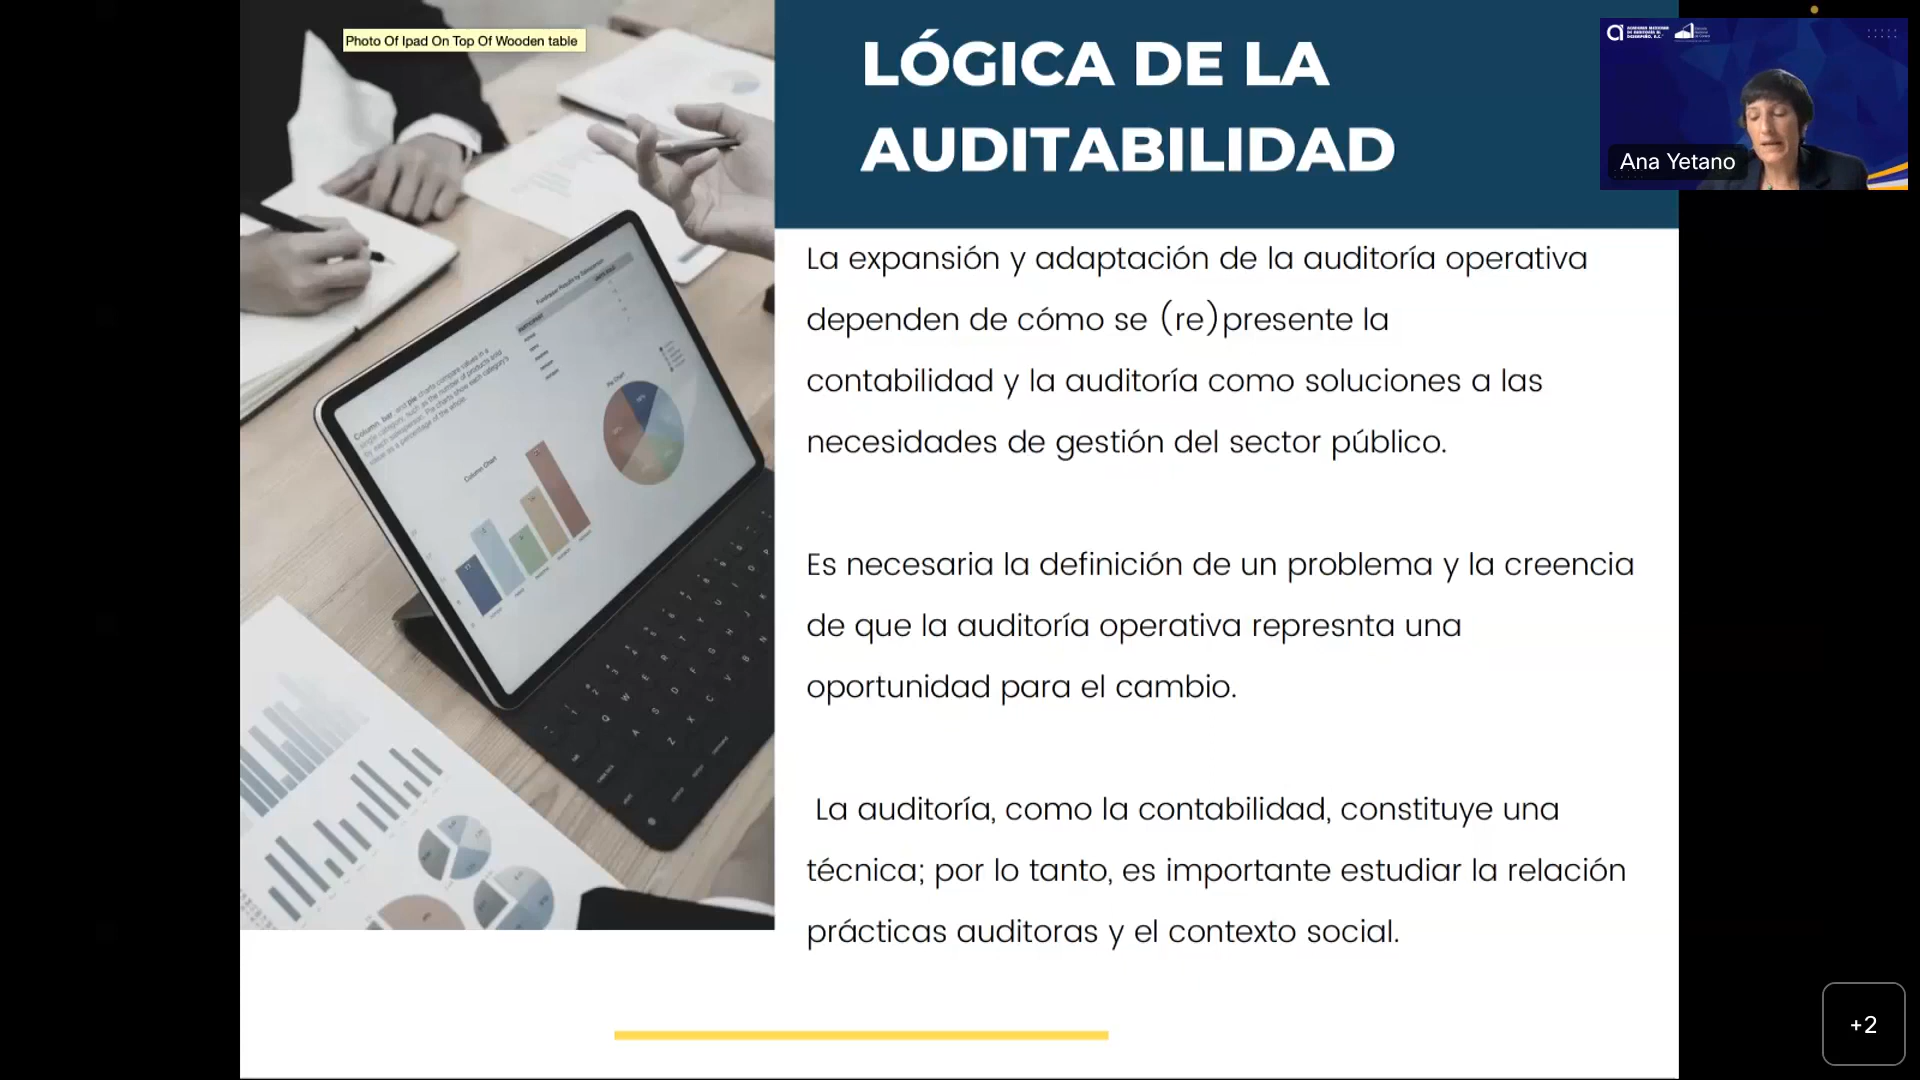 Photo Of Ipad On Top Of Wooden table
LÓGICA DE LA
AUDITABILIDAD
Ana Yetano
La expansión y adaptación de la auditoría operativa
dependen de cómo se (re)presente la
contabilidad y la auditoría como soluciones a las
necesidades de gestión del sector público.
Es necesaria la definición de un problema y la creencia
de que la auditoría operativa represnta una
oportunidad para el cambio.
La auditoría, como la contabilidad, constituye una
técnica; por lo tanto, es importante estudiar la relación
prácticas auditoras y el contexto social.
Column Chart
Pie Chart
+2